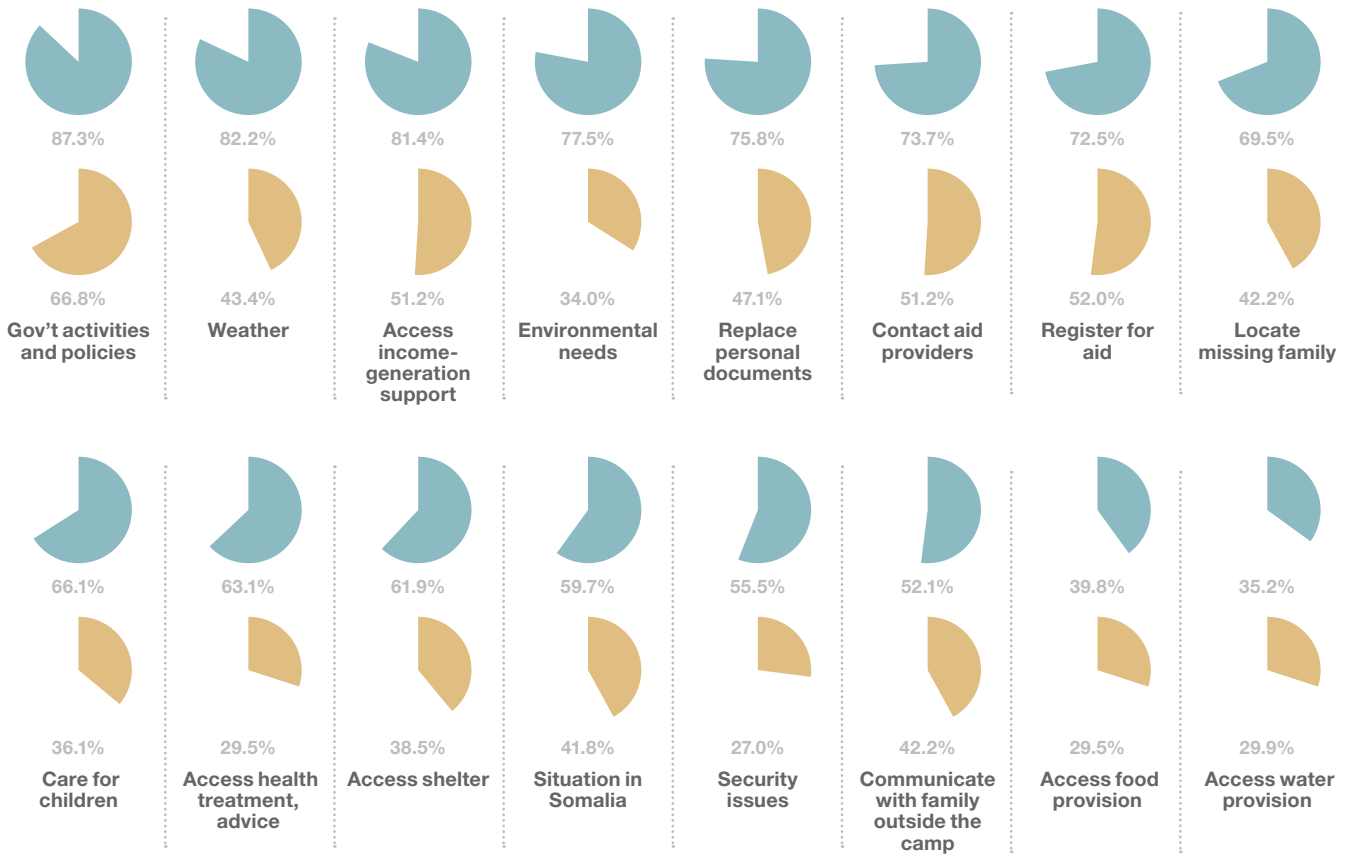 87.3%
82.2%
81.4%
77.5%
75.8%
73.7%
72.5%
69.5%
66.8%
43.4%
51.2%
34.0%
47.1%
51.2%
52.0%
42.2%
Gov’t activities
and policies
Weather
Access
income-
generation
support
Environmental
needs
Replace
personal
documents
Contact aid
providers
Register for
aid
Locate
missing family
66.1%
63.1%
61.9%
59.7%
55.5%
52.1%
39.8%
35.2%
36.1%
29.5%
38.5%
41.8%
27.0%
42.2%
29.5%
29.9%
Care for
children
Access health
treatment,
advice
Access shelter
Situation in
Somalia
Security
issues
Communicate
with family
outside the
camp
Access food
provision
Access water
provision